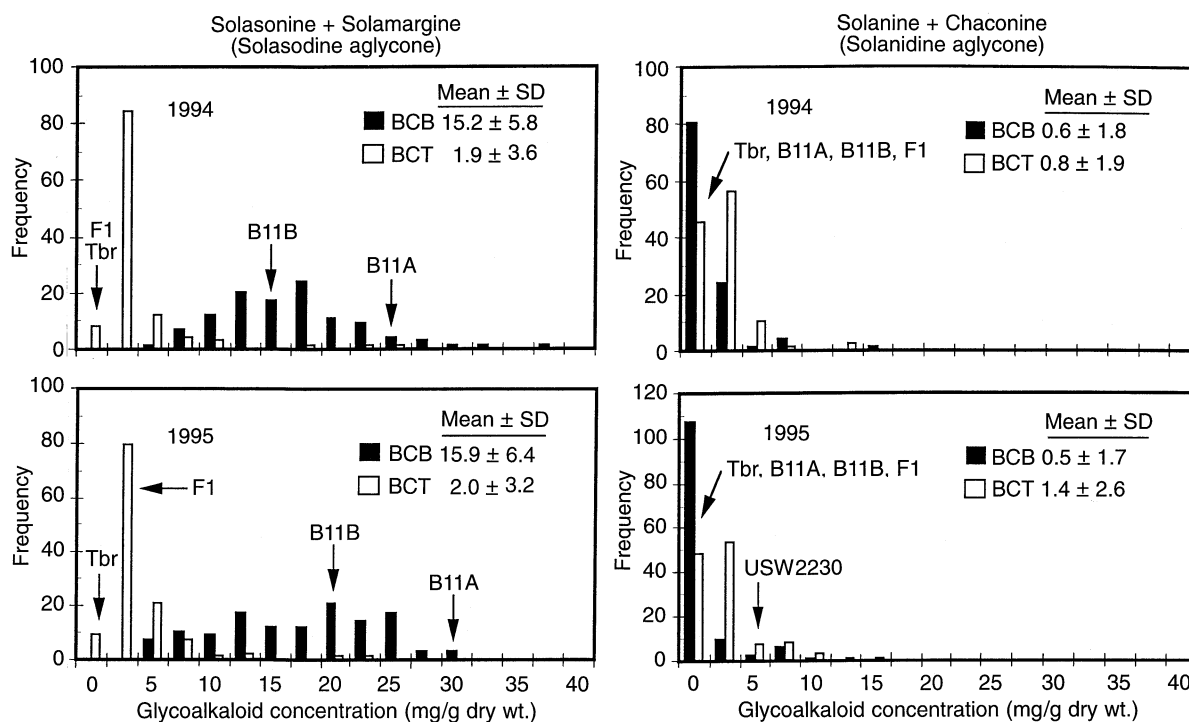 Solasonine + Solamargine
(Solasodine aglycone)
100
80
60
40
20
0
Frequency
1994
Mean ± SD
BCB 15.2 ± 5.8
BCT 1.9 ± 3.6
F1
Tbr
B11B
B11A
Solanine + Chaconine
(Solanidine aglycone)
100
80
60
40
20
0
Frequency
1994
Mean ± SD
BCB 0.6 ± 1.8
BCT 0.8 ± 1.9
Tbr, B11A, B11B, F1
100
80
60
40
20
0
Frequency
1995
Mean ± SD
BCB 15.9 ± 6.4
BCT 2.0 ± 3.2
F1
Tbr
B11B
B11A
0 5 10 15 20 25 30 35 40
Glycoalkaloid concentration (mg/g dry wt.)
120
100
80
60
40
20
0
Frequency
1995
Mean ± SD
BCB 0.5 ± 1.7
BCT 1.4 ± 2.6
Tbr, B11A, B11B, F1
USW2230
0 5 10 15 20 25 30 35 40
Glycoalkaloid concentration (mg/g dry wt.)